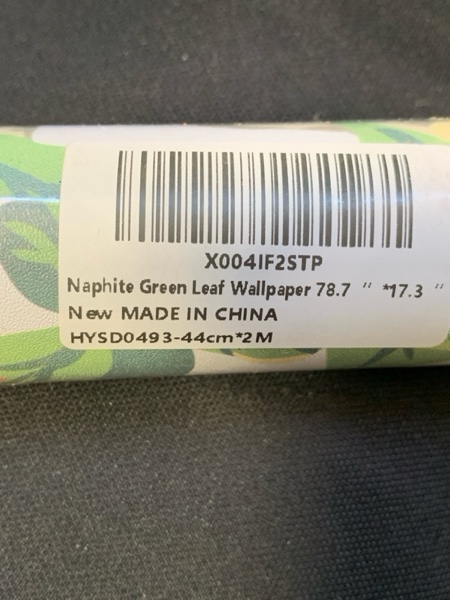 X004IF2STP
Naphite Green Leaf Wallpaper 78.7 " *17.3 "
New MADE IN CHINA
HYSD0493-44cm*2M